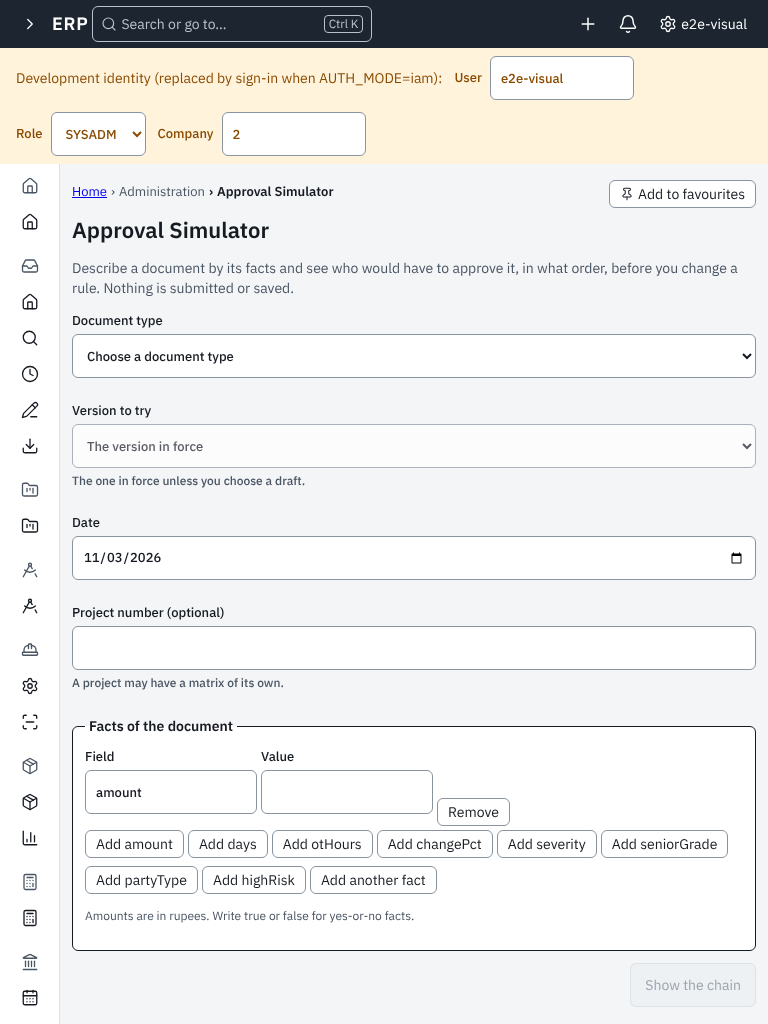 ERP Search or go to... Ctrl K e2e-visual
Development identity (replaced by sign-in when AUTH_MODE=iam): User e2e-visual
Role SYSADM Company 2
Home › Administration › Approval Simulator
Add to favourites
Approval Simulator
Describe a document by its facts and see who would have to approve it, in what order, before you change a
rule. Nothing is submitted or saved.
Document type
Choose a document type
Version to try
The version in force
The one in force unless you choose a draft.
Date
11/03/2026
Project number (optional)
A project may have a matrix of its own.
Facts of the document
Field Value
amount
Remove
Add amount Add days Add otHours Add changePct Add severity Add seniorGrade
Add partyType Add highRisk Add another fact
Amounts are in rupees. Write true or false for yes-or-no facts.
Show the chain